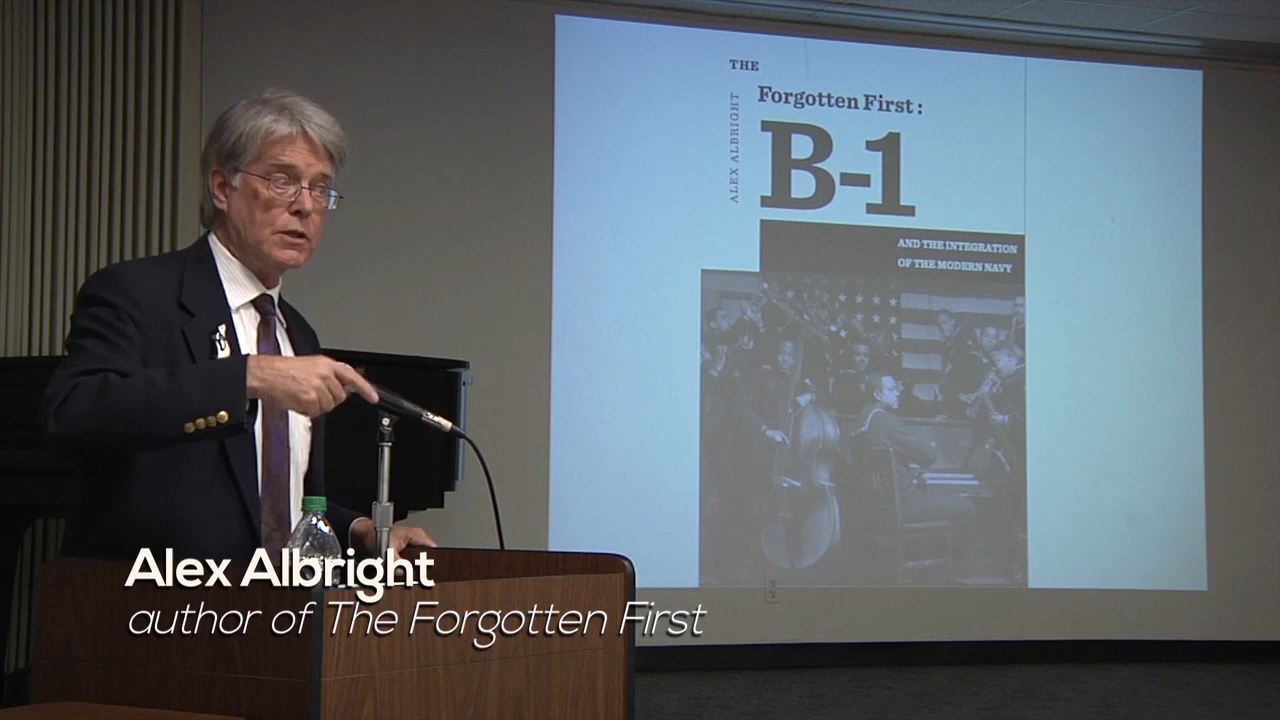 THE
Forgotten First:
ALEX ALBRIGHT
B-1
AND THE INTEGRATION
OF THE MODERN NAVY
Alex Albright
author of The Forgotten First